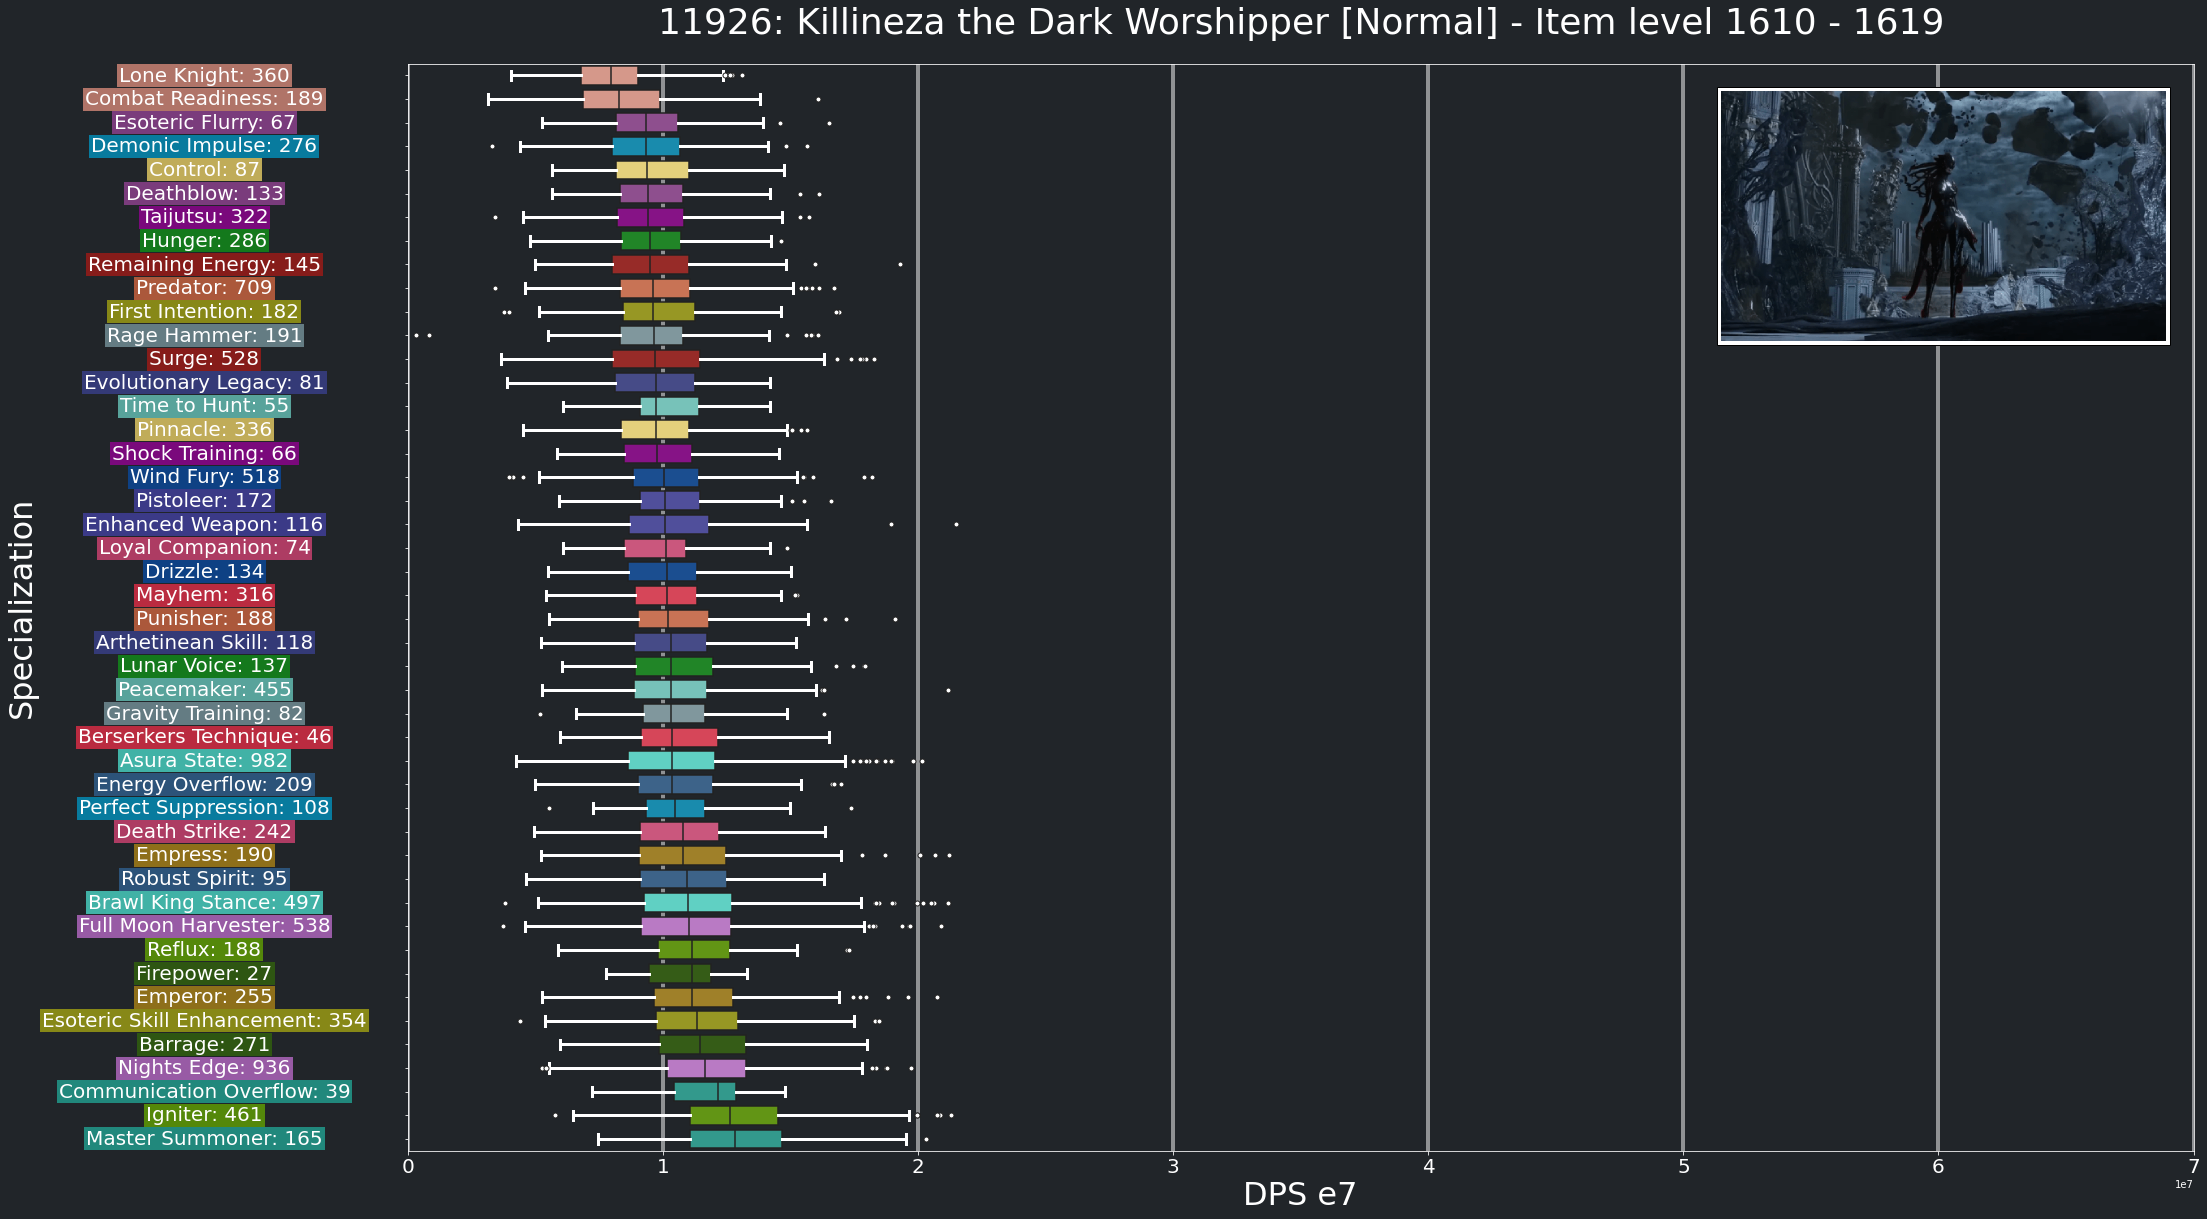 11926: Killineza the Dark Worshipper [Normal] - Item level 1610 - 1619
Specialization
Lone Knight: 360
Combat Readiness: 189
Esoteric Flurry: 67
Demonic Impulse: 276
Control: 87
Deathblow: 133
Taijutsu: 322
Hunger: 286
Remaining Energy: 145
Predator: 709
First Intention: 182
Rage Hammer: 191
Surge: 528
Evolutionary Legacy: 81
Time to Hunt: 55
Pinnacle: 336
Shock Training: 66
Wind Fury: 518
Pistoleer: 172
Enhanced Weapon: 116
Loyal Companion: 74
Drizzle: 134
Mayhem: 316
Punisher: 188
Arthetinean Skill: 118
Lunar Voice: 137
Peacemaker: 455
Gravity Training: 82
Berserkers Technique: 46
Asura State: 982
Energy Overflow: 209
Perfect Suppression: 108
Death Strike: 242
Empress: 190
Robust Spirit: 95
Brawl King Stance: 497
Full Moon Harvester: 538
Reflux: 188
Firepower: 27
Emperor: 255
Esoteric Skill Enhancement: 354
Barrage: 271
Nights Edge: 936
Communication Overflow: 39
Igniter: 461
Master Summoner: 165
0 1 2 3 4 5 6 7
DPS e7
1e7